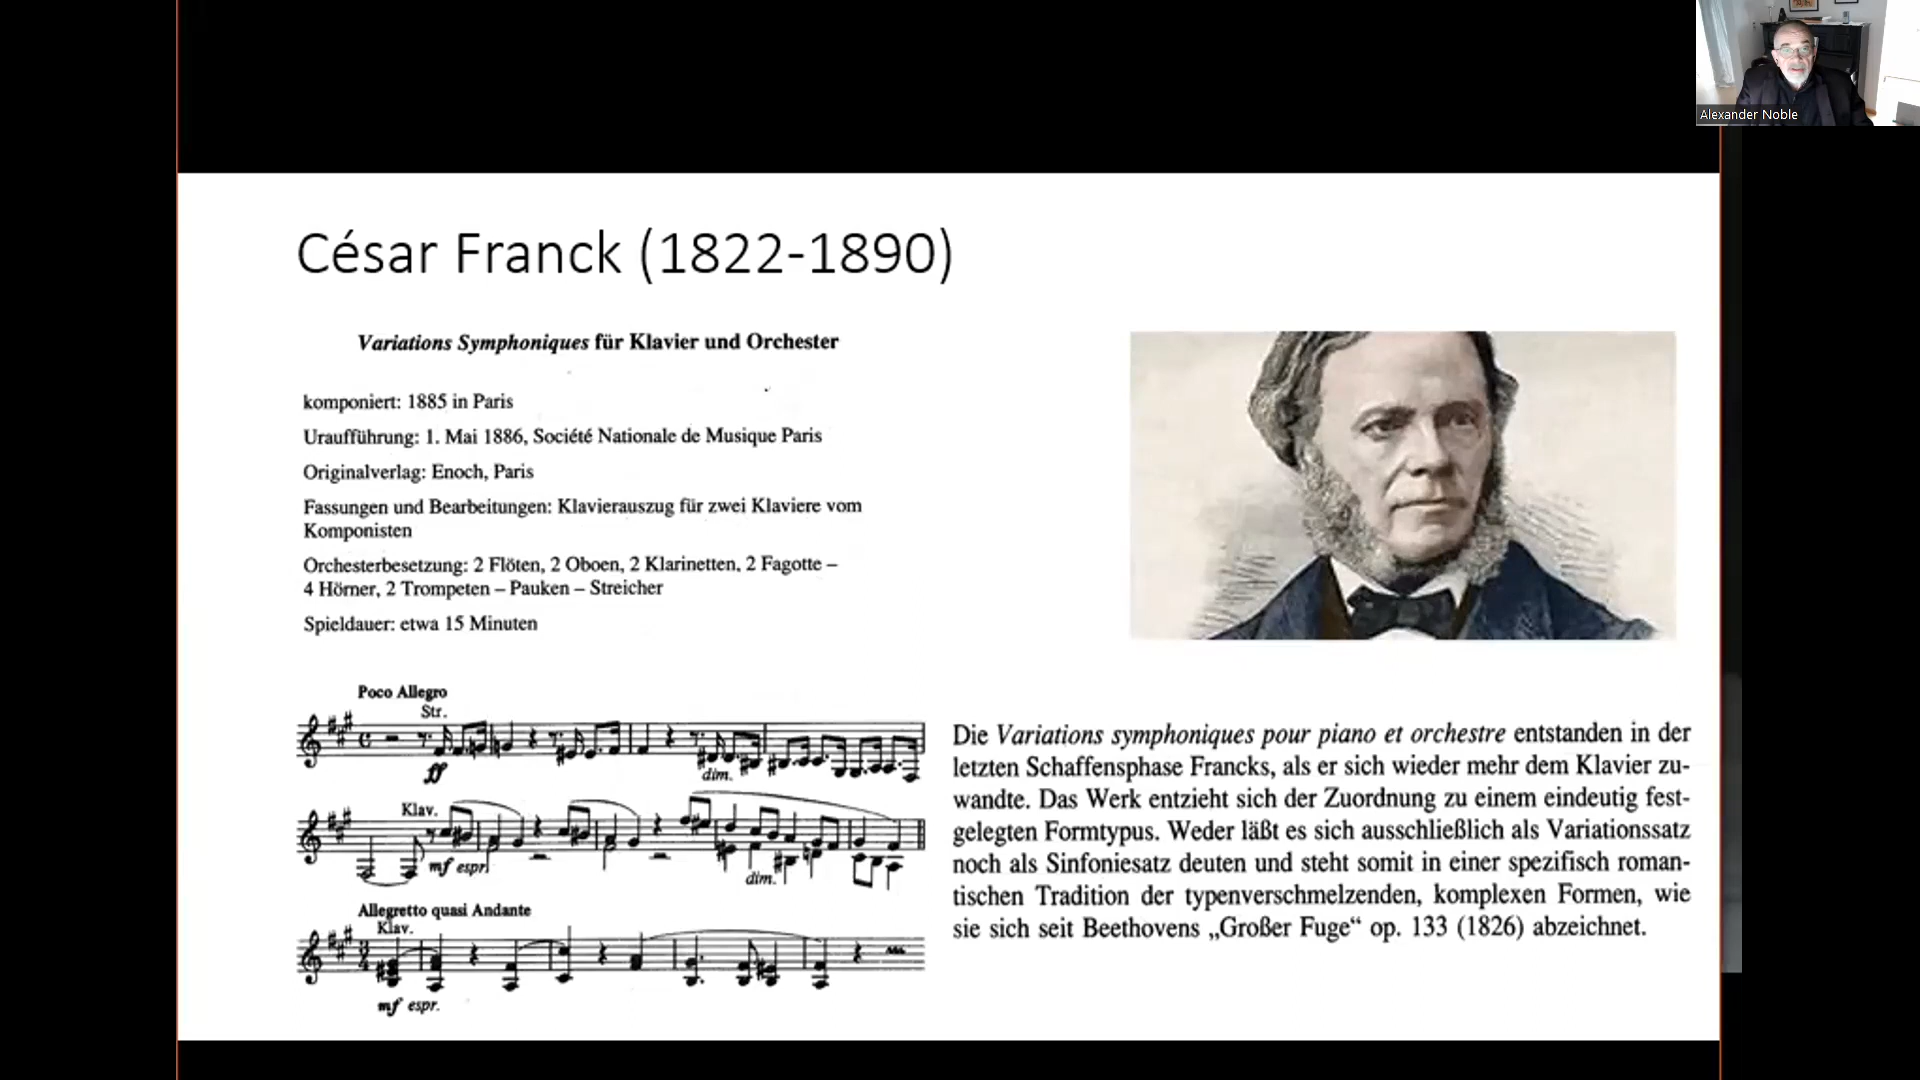 Alexander Noble
César Franck (1822-1890)
Variations Symphoniques für Klavier und Orchester
komponiert: 1885 in Paris
Uraufführung: 1. Mai 1886, Société Nationale de Musique Paris
Originalverlag: Enoch, Paris
Fassungen und Bearbeitungen: Klavierauszug für zwei Klaviere vom
Komponisten
Orchesterbesetzung: 2 Flöten, 2 Oboen, 2 Klarinetten, 2 Fagotte –
4 Hörner, 2 Trompeten – Pauken – Streicher
Spieldauer: etwa 15 Minuten
Poco Allegro
Str.
ff
dim.
Klav.
mf espr.
dim.
Allegretto quasi Andante
Klav.
3
4
mf espr.
Die Variations symphoniques pour piano et orchestre entstanden in der
letzten Schaffensphase Francks, als er sich wieder mehr dem Klavier zu-
wandte. Das Werk entzieht sich der Zuordnung zu einem eindeutig fest-
gelegten Formtypus. Weder läßt es sich ausschließlich als Variationssatz
noch als Sinfoniesatz deuten und steht somit in einer spezifisch roman-
tischen Tradition der typenverschmelzenden, komplexen Formen, wie
sie sich seit Beethovens „Großer Fuge“ op. 133 (1826) abzeichnet.